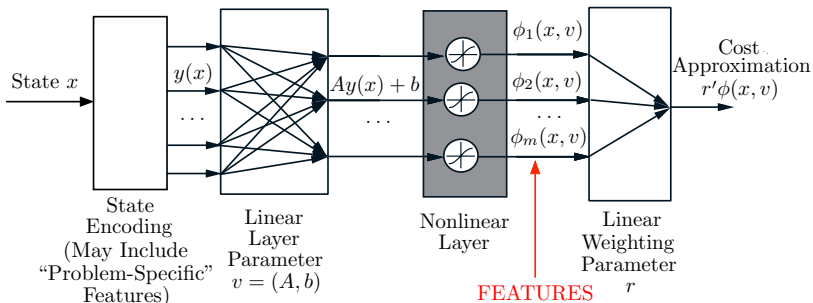 State x
y(x)
. . .
Ay(x) + b
. . .
ϕ1(x, v)
ϕ2(x, v)
. . .
ϕm(x, v)
Cost
Approximation
r′ϕ(x, v)
State
Encoding
(May Include
“Problem-Specific”
Features)
Linear
Layer
Parameter
v = (A, b)
Nonlinear
Layer
FEATURES
Linear
Weighting
Parameter
r